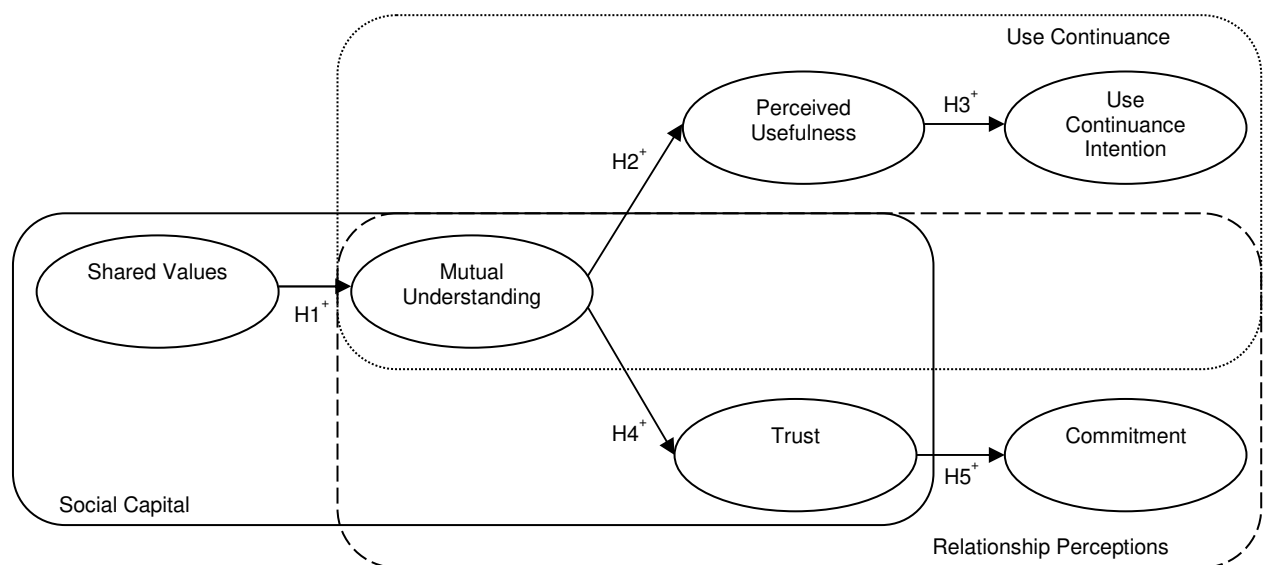 Use Continuance
Perceived
Usefulness
H3+
Use
Continuance
Intention
H2+
Shared Values
H1+
Mutual
Understanding
H4+
Trust
H5+
Commitment
Social Capital
Relationship Perceptions